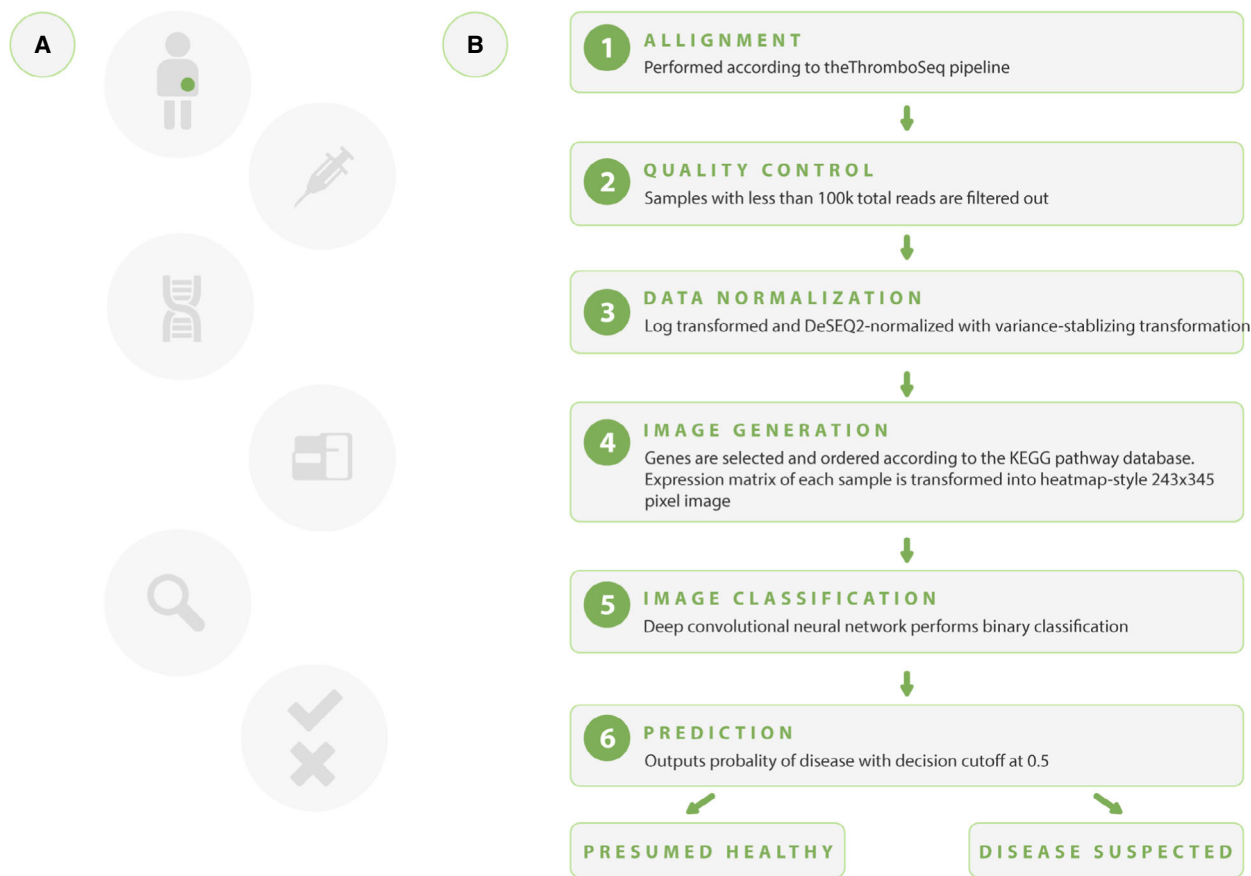 A
B
1
ALLIGNMENT
Performed according to theThromboSeq pipeline
2
QUALITY CONTROL
Samples with less than 100k total reads are filtered out
3
DATA NORMALIZATION
Log transformed and DeSEQ2-normalized with variance-stablizing transformation
4
IMAGE GENERATION
Genes are selected and ordered according to the KEGG pathway database.
Expression matrix of each sample is transformed into heatmap-style 243x345
pixel image
5
IMAGE CLASSIFICATION
Deep convolutional neural network performs binary classification
6
PREDICTION
Outputs probality of disease with decision cutoff at 0.5
PRESUMED HEALTHY
DISEASE SUSPECTED